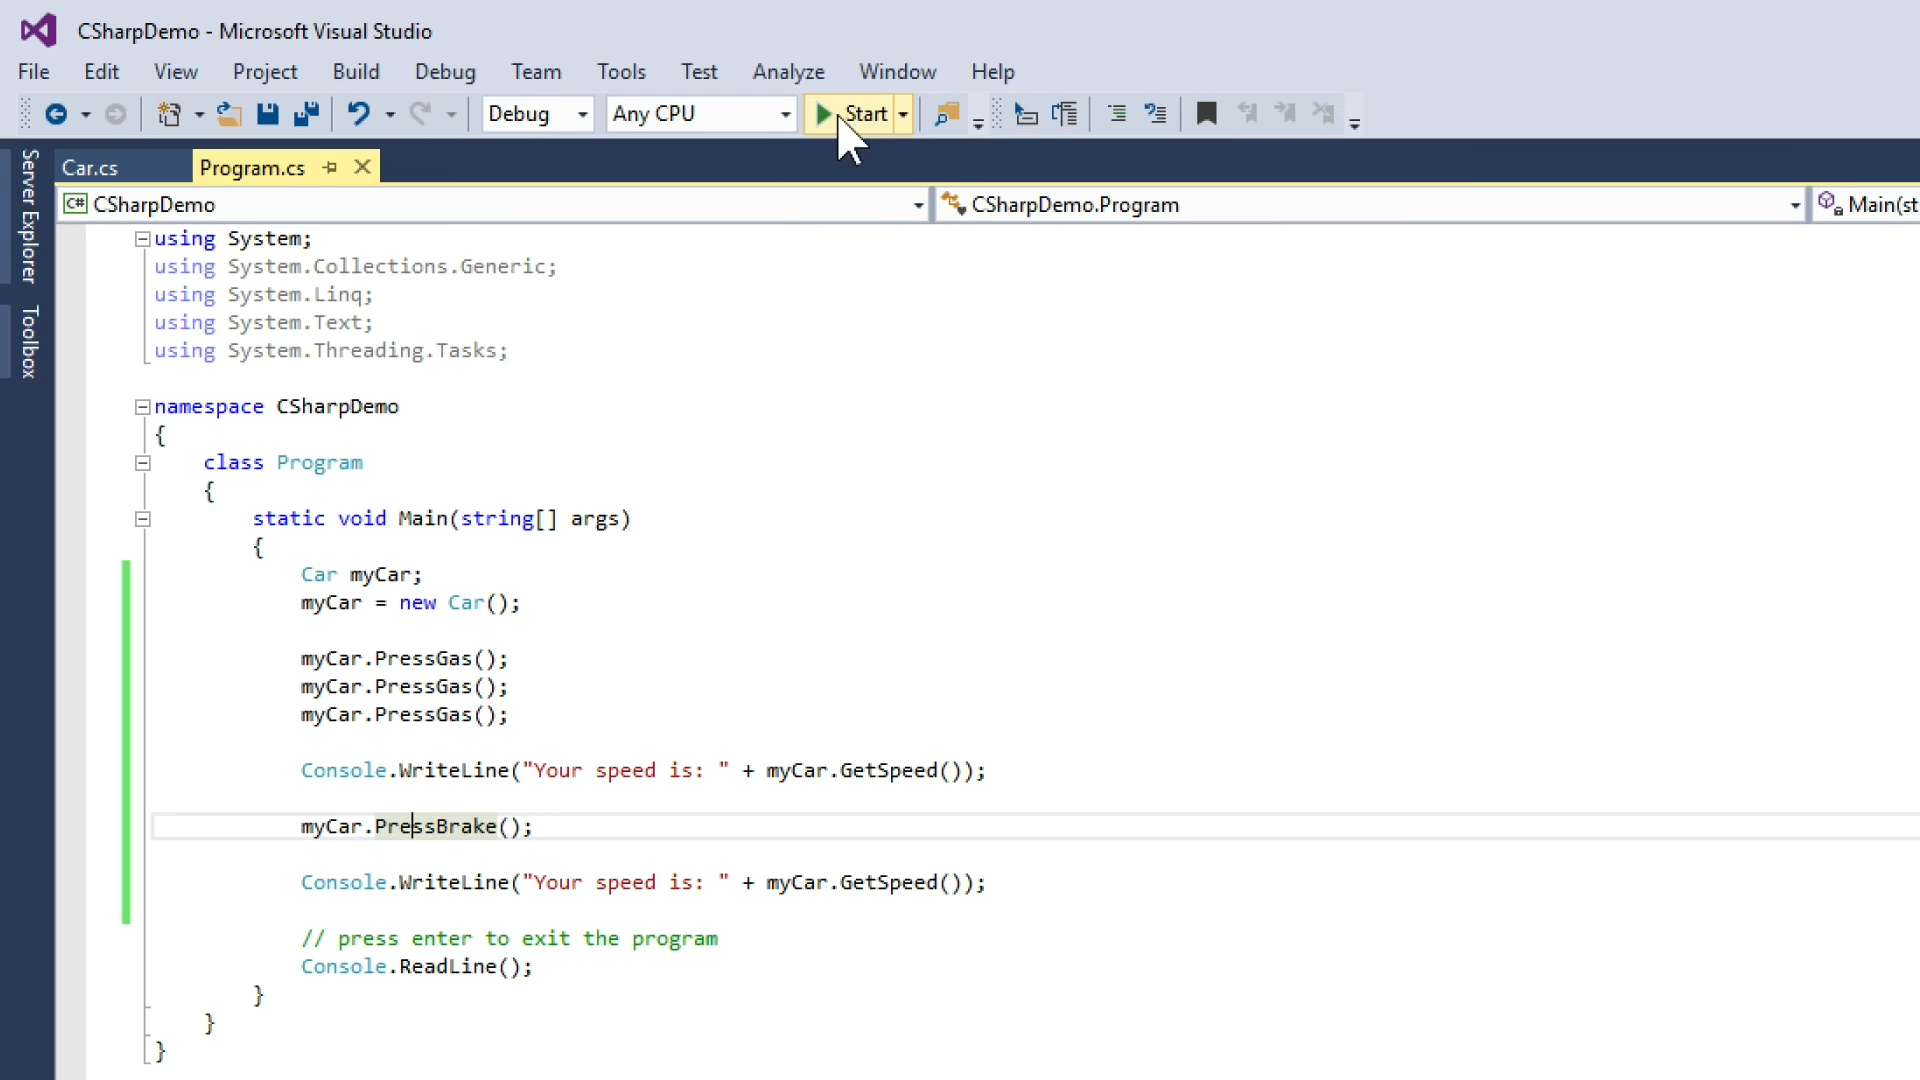 CSharpDemo - Microsoft Visual Studio
File Edit View Project Build Debug Team Tools Test Analyze Window Help
Debug Any CPU Start
Server Explorer
Toolbox
Car.cs Program.cs
C# CSharpDemo CSharpDemo.Program Main(st
using System;
using System.Collections.Generic;
using System.Linq;
using System.Text;
using System.Threading.Tasks;
namespace CSharpDemo
{
class Program
{
static void Main(string[] args)
{
Car myCar;
myCar = new Car();
myCar.PressGas();
myCar.PressGas();
myCar.PressGas();
Console.WriteLine("Your speed is: " + myCar.GetSpeed());
myCar.PressBrake();
Console.WriteLine("Your speed is: " + myCar.GetSpeed());
// press enter to exit the program
Console.ReadLine();
}
}
}